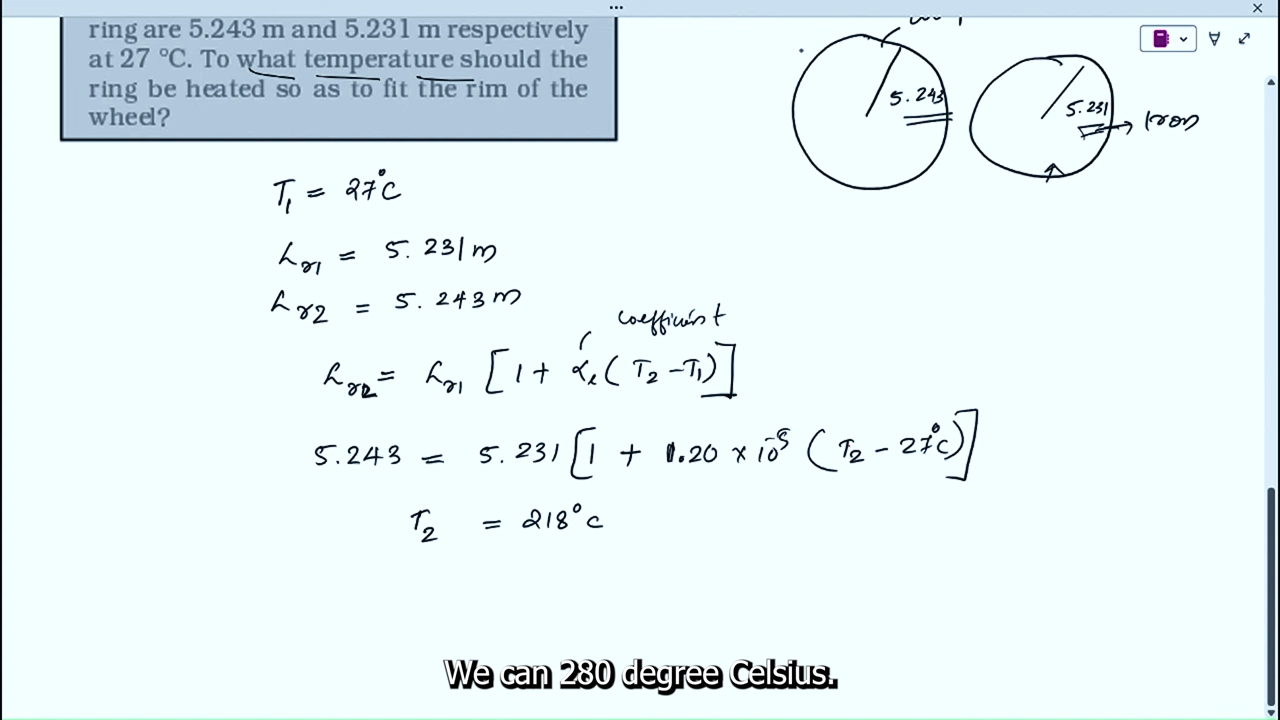 ring are 5.243 m and 5.231 m respectively
at 27 °C. To what temperature should the
ring be heated so as to fit the rim of the
wheel?
5.243
5.231
Iron
T₁ = 27°C
Lr1 = 5.231m
Lr2 = 5.243m
coefficient
Lr2 = Lr1 [1 + αl (T₂ - T₁)]
5.243 = 5.231 [1 + 1.20 × 10⁻⁵ (T₂ - 27°C)]
T₂ = 218°C
We can 280 degree Celsius.